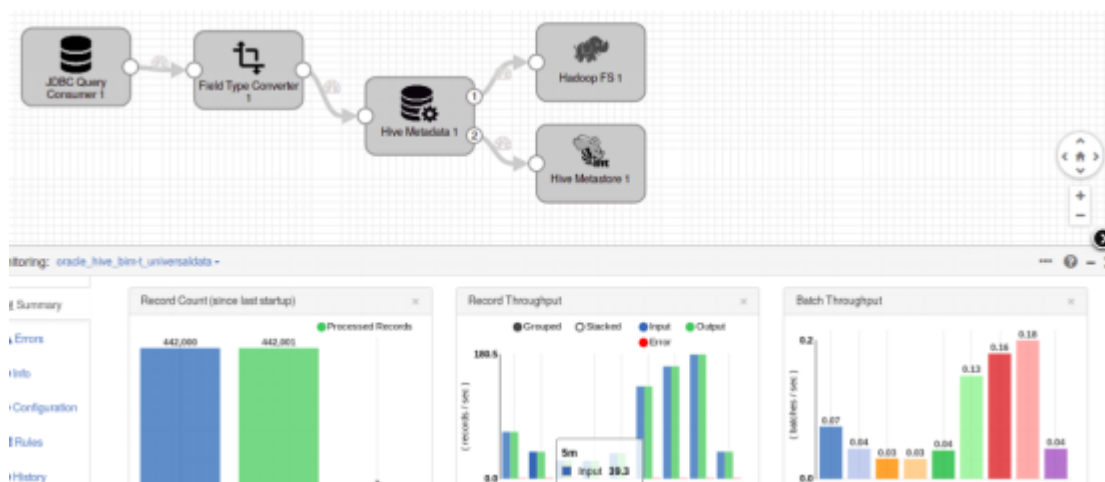 JDBC Query
Consumer 1
Field Type Converter
1
Hive Metadata 1
1
2
Hadoop FS 1
HIVE
Hive Metastore 1
itoring: oracle_hive_bim-t_universaldata
Summary
Errors
Info
Configuration
Rules
History
Record Count (since last startup)
Processed Records
442,000
442,001
Record Throughput
Grouped
Stacked
Input
Output
Error
180.5
( records / sec )
0.0
5m
Input 39.3
Batch Throughput
0.2
( batches / sec )
0.0
0.07
0.04
0.03
0.03
0.04
0.13
0.16
0.18
0.04